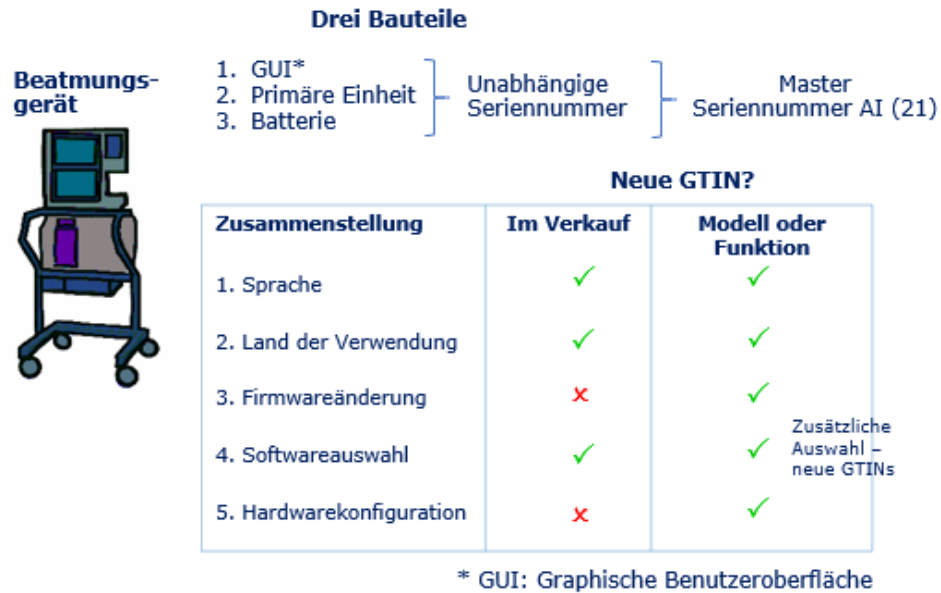 Drei Bauteile
Beatmungs-
gerät
1. GUI*
2. Primäre Einheit
3. Batterie
Unabhängige
Seriennummer
Master
Seriennummer AI (21)
Neue GTIN?
Zusammenstellung
Im Verkauf
Modell oder
Funktion
1. Sprache ✓ ✓
2. Land der Verwendung ✓ ✓
3. Firmwareänderung x ✓
4. Softwareauswahl ✓ ✓
Zusätzliche
Auswahl –
neue GTINs
5. Hardwarekonfiguration x ✓
* GUI: Graphische Benutzeroberfläche